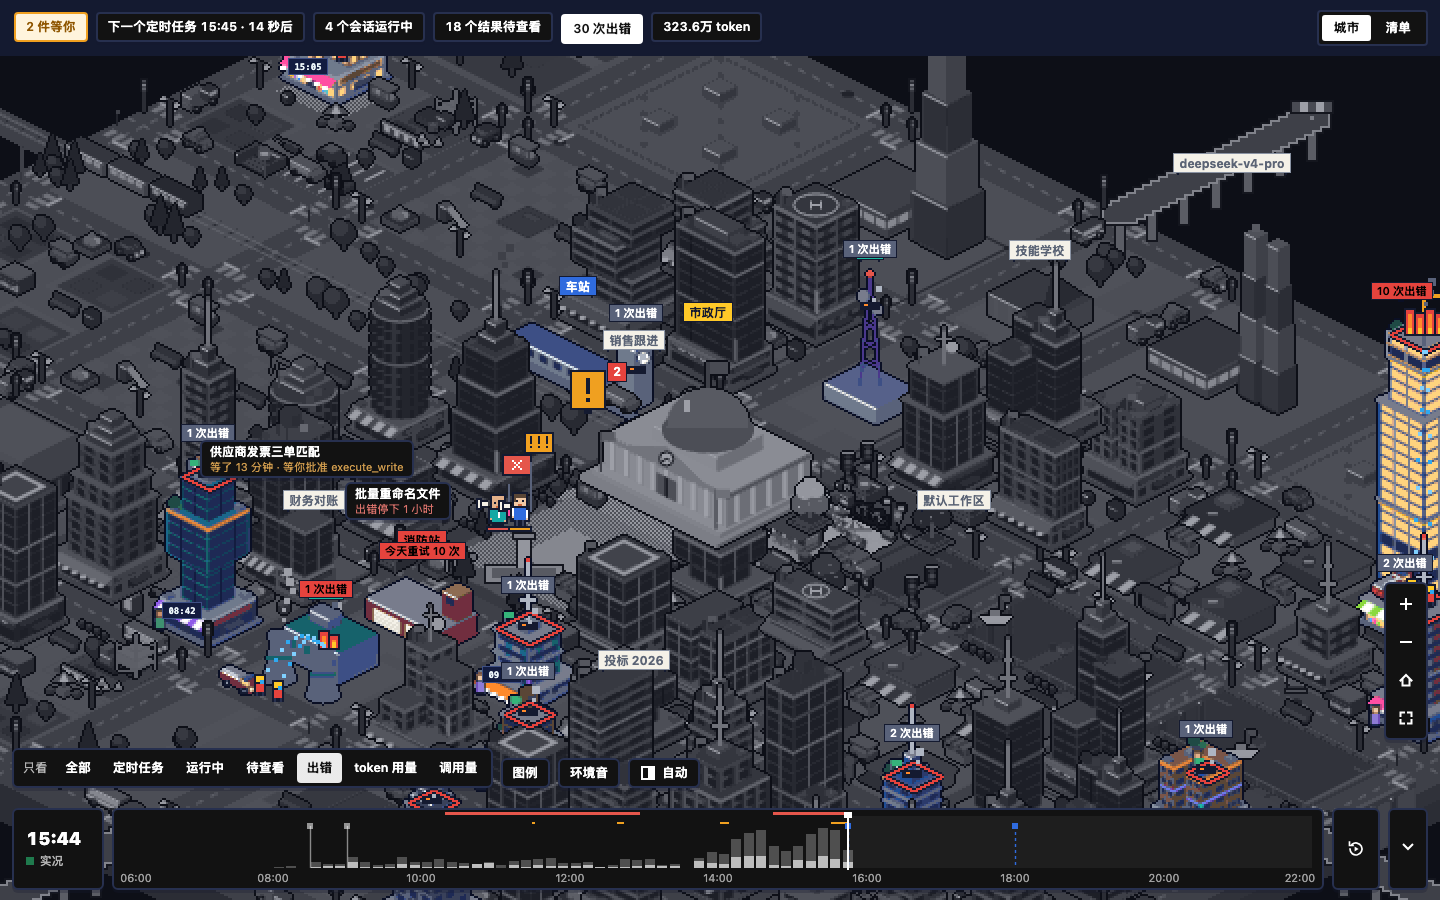 2 件等你
下一个定时任务 15:45 · 14 秒后
4 个会话运行中
18 个结果待查看
30 次出错
323.6万 token
城市
清单
15:05
deepseek-v4-pro
1 次出错
技能学校
车站
10 次出错
1 次出错
市政厅
销售跟进
2
!
1 次出错
!!!
供应商发票三单匹配
等了 13 分钟 · 等你批准 execute_write
财务对账
批量重命名文件
出错停下 1 小时
默认工作区
消防站
今天重试 10 次
2 次出错
1 次出错
1 次出错
08:42
投标 2026
09
1 次出错
2 次出错
1 次出错
只看
全部
定时任务
运行中
待查看
出错
token 用量
调用量
图例
环境音
自动
15:44
实况
06:00
08:00
10:00
12:00
14:00
16:00
18:00
20:00
22:00